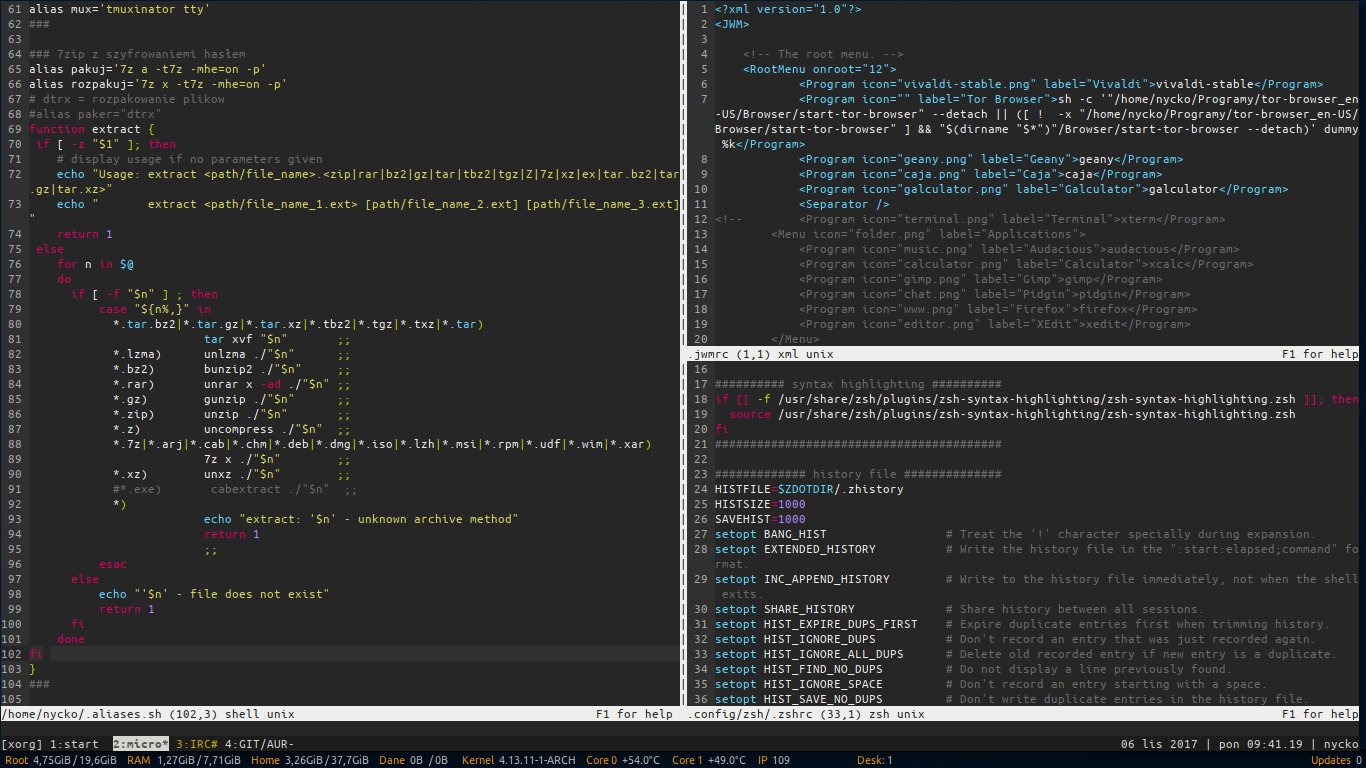 61 alias mux='tmuxinator tty'
62 ###
63
64 ### 7zip z szyfrowaniemi hasłem
65 alias pakuj='7z a -t7z -mhe=on -p'
66 alias rozpakuj='7z x -t7z -mhe=on -p'
67 # dtrx = rozpakowanie plikow
68 #alias paker="dtrx"
69 function extract {
70  if [ -z "$1" ]; then
71     # display usage if no parameters given
72     echo "Usage: extract <path/file_name>.<zip|rar|bz2|gz|tar|tbz2|tgz|Z|7z|xz|ex|tar.bz2|tar
.gz|tar.xz>"
73     echo "       extract <path/file_name_1.ext> [path/file_name_2.ext] [path/file_name_3.ext]
"
74     return 1
75  else
76     for n in $@
77     do
78       if [ -f "$n" ] ; then
79           case "${n%,}" in
80             *.tar.bz2|*.tar.gz|*.tar.xz|*.tbz2|*.tgz|*.txz|*.tar)
81                          tar xvf "$n"       ;;
82             *.lzma)      unlzma ./"$n"      ;;
83             *.bz2)       bunzip2 ./"$n"     ;;
84             *.rar)       unrar x -ad ./"$n" ;;
85             *.gz)        gunzip ./"$n"      ;;
86             *.zip)       unzip ./"$n"       ;;
87             *.z)         uncompress ./"$n"  ;;
88             *.7z|*.arj|*.cab|*.chm|*.deb|*.dmg|*.iso|*.lzh|*.msi|*.rpm|*.udf|*.wim|*.xar)
89                          7z x ./"$n"        ;;
90             *.xz)        unxz ./"$n"        ;;
91             #*.exe)       cabextract ./"$n"  ;;
92             *)
93                          echo "extract: '$n' - unknown archive method"
94                          return 1
95                          ;;
96           esac
97       else
98           echo "'$n' - file does not exist"
99           return 1
100       fi
101     done
102 fi
103 }
104 ###
105
/home/nycko/.aliases.sh (102,3) shell unix F1 for help
1 <?xml version="1.0"?>
2 <JWM>
3
4     <!-- The root menu. -->
5     <RootMenu onroot="12">
6             <Program icon="vivaldi-stable.png" label="Vivaldi">vivaldi-stable</Program>
7             <Program icon="" label="Tor Browser">sh -c '"/home/nycko/Programy/tor-browser_en
-US/Browser/start-tor-browser" --detach || ([ !  -x "/home/nycko/Programy/tor-browser_en-US/
Browser/start-tor-browser" ] && "$(dirname "$*")"/Browser/start-tor-browser --detach)' dummy
 %k</Program>
8             <Program icon="geany.png" label="Geany">geany</Program>
9             <Program icon="caja.png" label="Caja">caja</Program>
10             <Program icon="galculator.png" label="Galculator">galculator</Program>
11             <Separator />
12 <!--        <Program icon="terminal.png" label="Terminal">xterm</Program>
13         <Menu icon="folder.png" label="Applications">
14             <Program icon="music.png" label="Audacious">audacious</Program>
15             <Program icon="calculator.png" label="Calculator">xcalc</Program>
16             <Program icon="gimp.png" label="Gimp">gimp</Program>
17             <Program icon="chat.png" label="Pidgin">pidgin</Program>
18             <Program icon="www.png" label="Firefox">firefox</Program>
19             <Program icon="editor.png" label="XEdit">xedit</Program>
20         </Menu>
.jwmrc (1,1) xml unix F1 for help
16
17 ########## syntax highlighting ##########
18 if [[ -f /usr/share/zsh/plugins/zsh-syntax-highlighting/zsh-syntax-highlighting.zsh ]]; then
19   source /usr/share/zsh/plugins/zsh-syntax-highlighting/zsh-syntax-highlighting.zsh
20 fi
21 #########################################
22
23 ############# history file ##############
24 HISTFILE=$ZDOTDIR/.zhistory
25 HISTSIZE=1000
26 SAVEHIST=1000
27 setopt BANG_HIST                 # Treat the '!' character specially during expansion.
28 setopt EXTENDED_HISTORY          # Write the history file in the ":start:elapsed;command" fo
rmat.
29 setopt INC_APPEND_HISTORY        # Write to the history file immediately, not when the shell
 exits.
30 setopt SHARE_HISTORY             # Share history between all sessions.
31 setopt HIST_EXPIRE_DUPS_FIRST    # Expire duplicate entries first when trimming history.
32 setopt HIST_IGNORE_DUPS          # Don't record an entry that was just recorded again.
33 setopt HIST_IGNORE_ALL_DUPS      # Delete old recorded entry if new entry is a duplicate.
34 setopt HIST_FIND_NO_DUPS         # Do not display a line previously found.
35 setopt HIST_IGNORE_SPACE         # Don't record an entry starting with a space.
36 setopt HIST_SAVE_NO_DUPS         # Don't write duplicate entries in the history file.
.config/zsh/.zshrc (33,1) zsh unix F1 for help
[xorg] 1:start  2:micro* 3:IRC# 4:GIT/AUR- 06 lis 2017 | pon 09:41.19 | nycko
Root 4,75GiB/19,6GiB RAM 1,27GiB/7,71GiB Home 3,26GiB/37,7GiB Dane 0B /0B Kernel 4.13.11-1-ARCH Core 0 +54.0°C Core 1 +49.0°C IP 109 Desk: 1 Updates 0